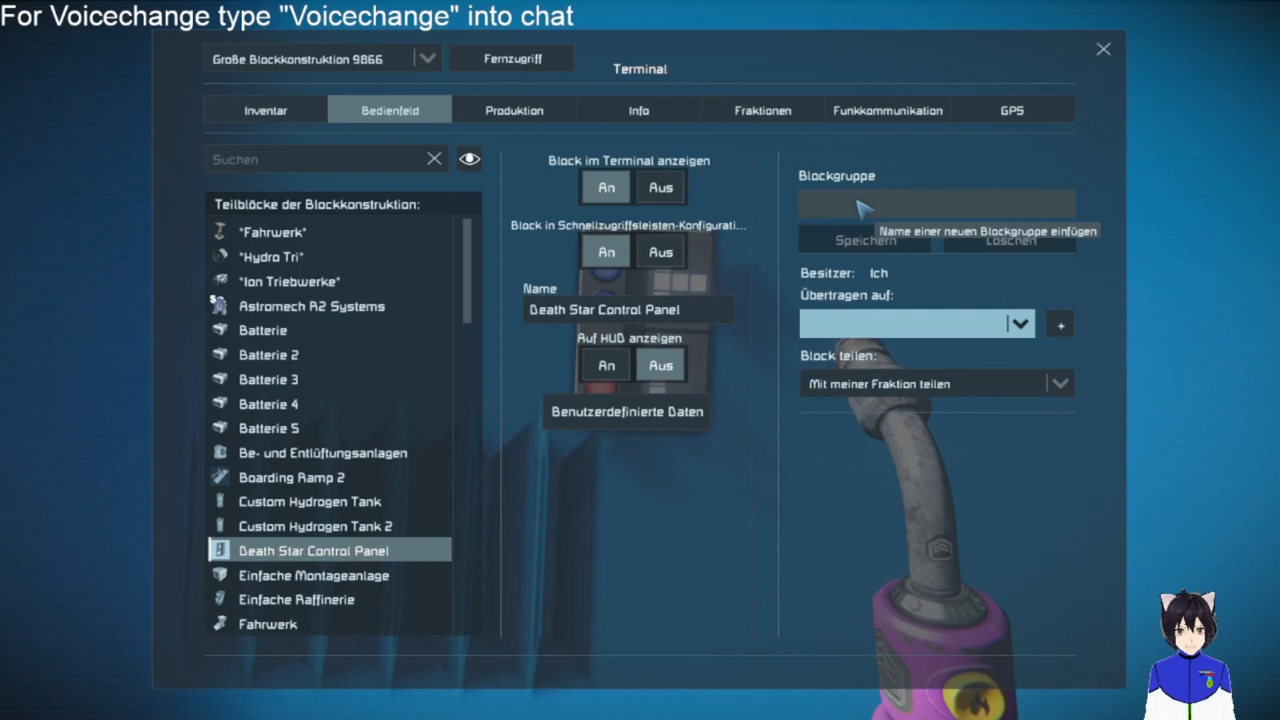 For Voicechange type "Voicechange" into chat
Große Blockkonstruktion 9866
Fernzugriff
Terminal
Inventar
Bedienfeld
Produktion
Info
Fraktionen
Funkkommunikation
GPS
Suchen
Teilblöcke der Blockkonstruktion:
*Fahrwerk*
*Hydro Tri*
*Ion Triebwerke*
Astromech R2 Systems
Batterie
Batterie 2
Batterie 3
Batterie 4
Batterie 5
Be- und Entlüftungsanlagen
Boarding Ramp 2
Custom Hydrogen Tank
Custom Hydrogen Tank 2
Death Star Control Panel
Einfache Montageanlage
Einfache Raffinerie
Fahrwerk
Block im Terminal anzeigen
An Aus
Block in Schnellzugriffsleisten-Konfigurati...
An Aus
Name
Death Star Control Panel
Auf HUD anzeigen
An Aus
Benutzerdefinierte Daten
Blockgruppe
Name einer neuen Blockgruppe einfügen
Speichern Löschen
Besitzer: Ich
Übertragen auf:
+
Block teilen:
Mit meiner Fraktion teilen